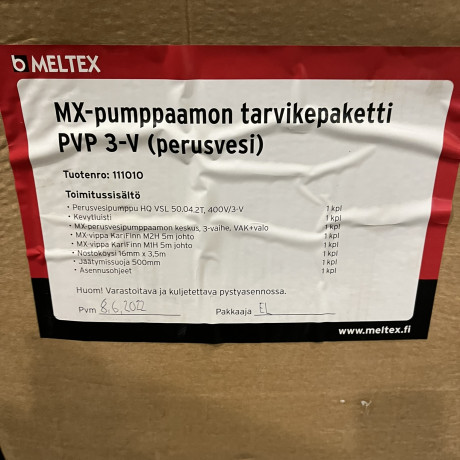 MELTEX
MX-pumppaamon tarvikepaketti
PVP 3-V (perusvesi)
Tuotenro: 111010
Toimitussisältö
• Perusvesipumppu HQ VSL 50.04.2T, 400V/3-V 1 kpl
• Kevytluisti 1 kpl
• MX-perusvesipumppaamon keskus, 3-vaihe, VAK+valo 1 kpl
• MX-vippa KariFinn M2H 5m johto 1 kpl
• MX-vippa KariFinn M1H 5m johto 1 kpl
• Nostoköysi 16mm x 3,5m 1 kpl
• Jäätymissuoja 500mm 1 kpl
• Asennusohjeet 1 kpl
Huom! Varastoitava ja kuljetettava pystyasennossa.
Pvm 8.6.2022 Pakkaaja EL
www.meltex.fi